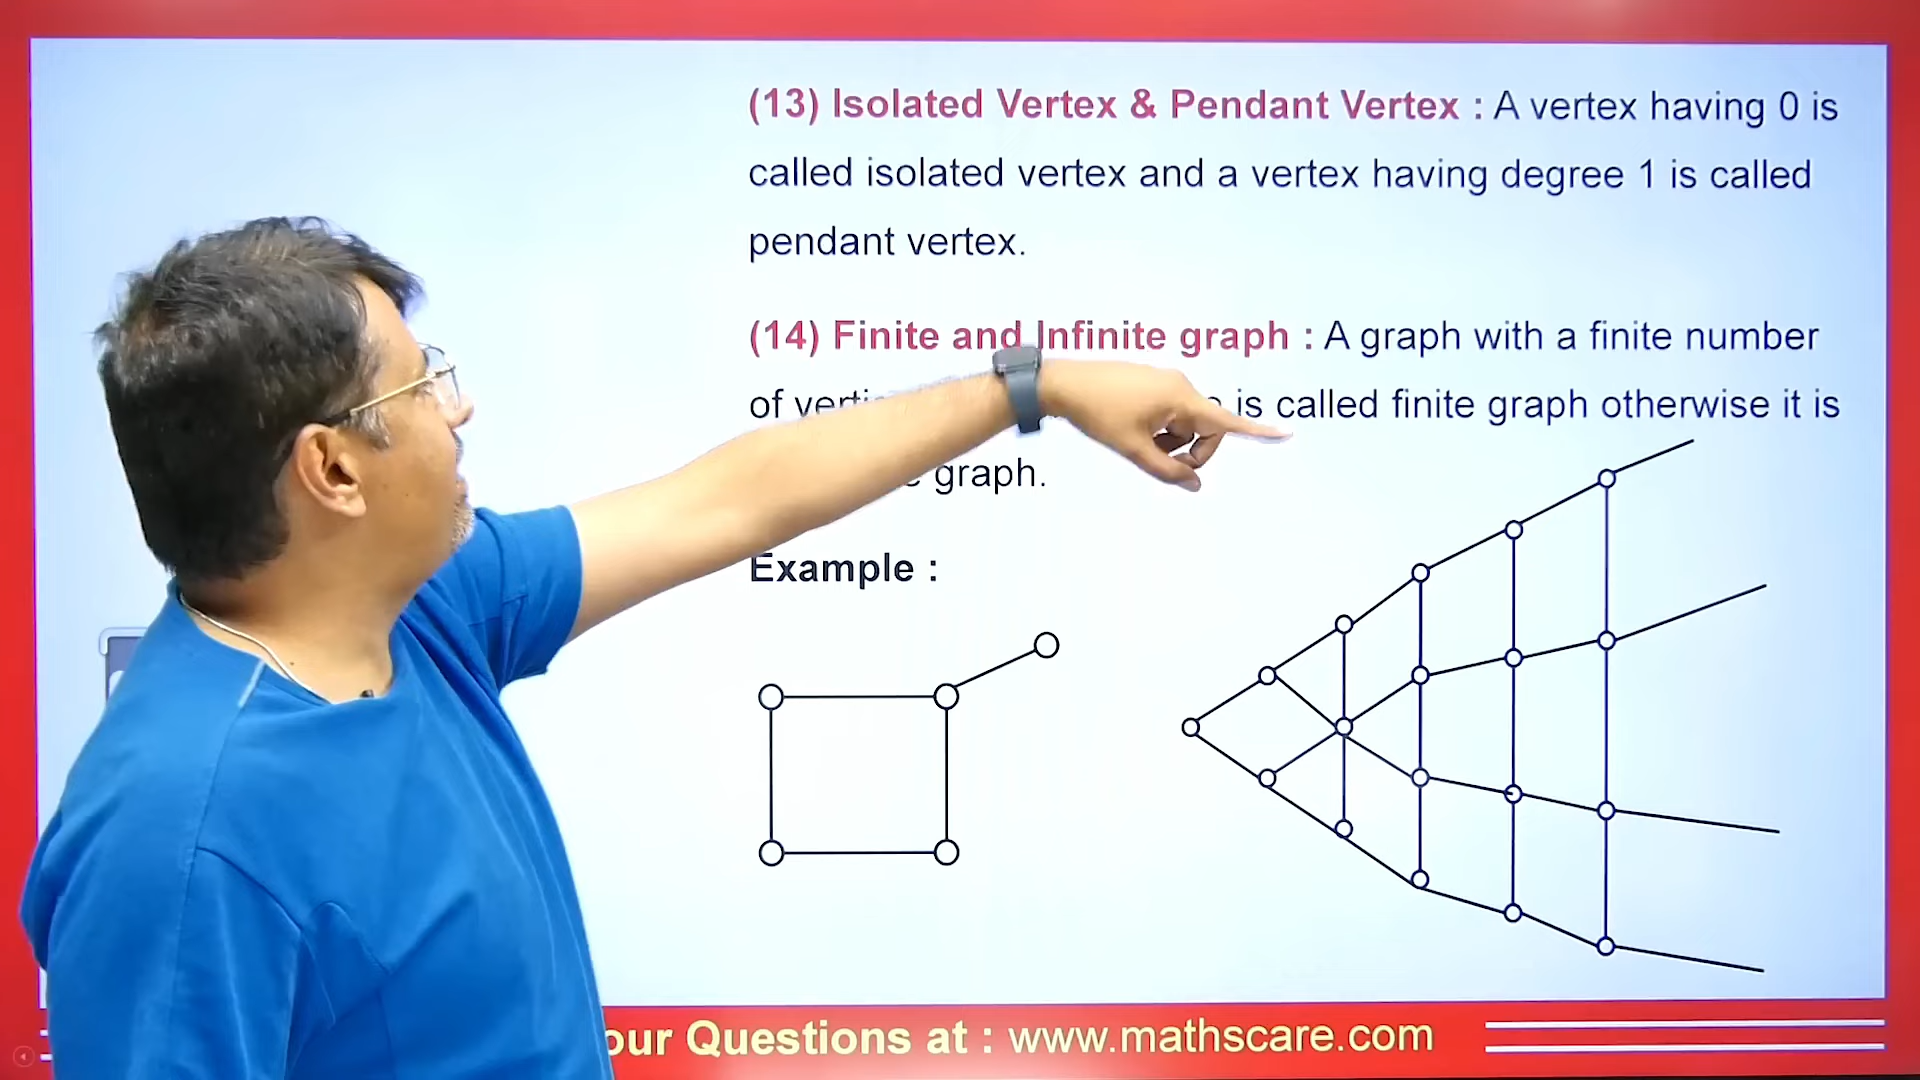 (13) Isolated Vertex & Pendant Vertex : A vertex having 0 is
called isolated vertex and a vertex having degree 1 is called
pendant vertex.
(14) Finite and Infinite graph : A graph with a finite number
of is called finite graph otherwise it is
graph.
Example :
Questions at : www.mathscare.com